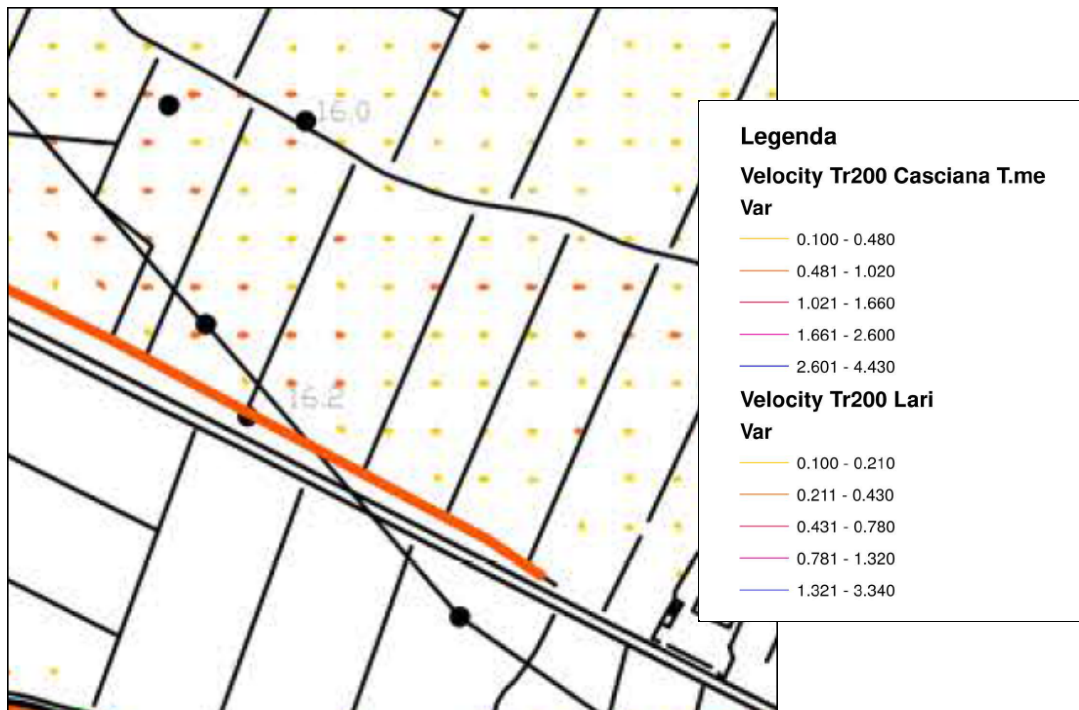 16.0
16.2
Legenda
Velocity Tr200 Casciana T.me
Var
0.100 - 0.480
0.481 - 1.020
1.021 - 1.660
1.661 - 2.600
2.601 - 4.430
Velocity Tr200 Lari
Var
0.100 - 0.210
0.211 - 0.430
0.431 - 0.780
0.781 - 1.320
1.321 - 3.340